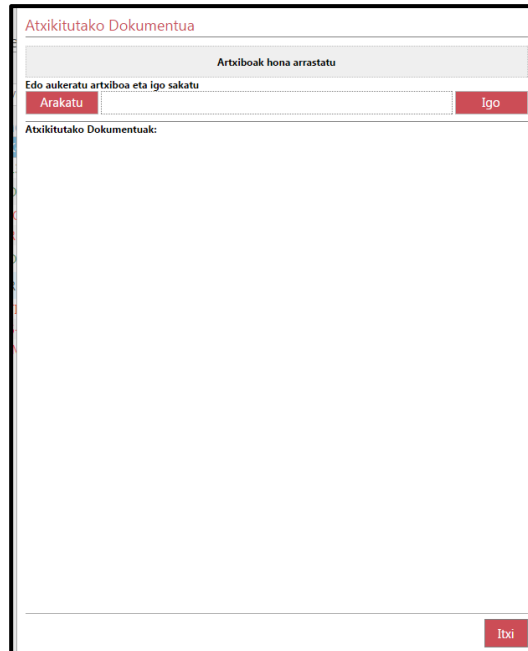 Atxikitutako Dokumentua
Artxiboak hona arrastatu
Edo aukeratu artxiboa eta igo sakatu
Arakatu
Igo
Atxikitutako Dokumentuak:
Itxi